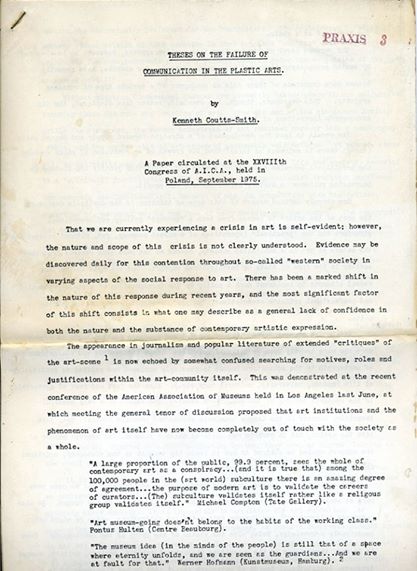 PRAXIS 3
THESES ON THE FAILURE OF
COMMUNICATION IN THE PLASTIC ARTS.
by
Kenneth Coutts-Smith.
A Paper circulated at the XXVIIIth
Congress of A.I.C.A., held in
Poland, September 1975.
That we are currently experiencing a crisis in art is self-evident; however,
the nature and scope of this crisis is not clearly understood. Evidence may be
discovered daily for this contention throughout so-called "western" society in
varying aspects of the social response to art. There has been a marked shift in
the nature of this response during recent years, and the most significant factor
of this shift consists in what one may describe as a general lack of confidence in
both the nature and the substance of contemporary artistic expression.
The appearance in journalism and popular literature of extended "critiques" of
the art-scene 1 is now echoed by somewhat confused searching for motives, roles and
justifications within the art-community itself. This was demonstrated at the recent
conference of the American Association of Museums held in Los Angeles last June, at
which meeting the general tenor of discussion proposed that art institutions and the
phenomenon of art itself have now become completely out of touch with the society as
a whole.
"A large proportion of the public, 99.9 percent, sees the whole of
contemporary art as a conspiracy...(and it is true that) among the
100,000 people in the (art world) subculture there is an amazing degree
of agreement...the purpose of modern art is to validate the careers
of curators...(The) subculture validates itself rather like a religious
group validates itself." Michael Compton (Tate Gallery).
"Art museum-going does'nt belong to the habits of the working class."
Pontus Hulten (Centre Beaubourg).
"The museum idea (in the minds of the people) is still that of a space
where eternity unfolds, and we are seen as the guardians...And we are
at fault for that." Werner Hofmann (Kunstmuseum, Hamburg). 2